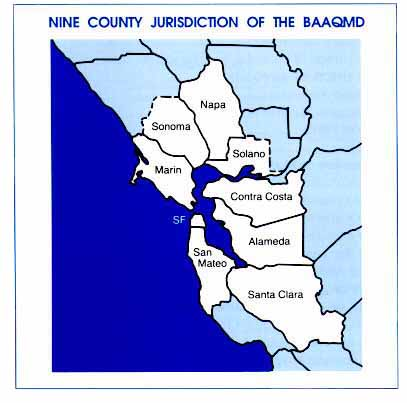 NINE COUNTY JURISDICTION OF THE BAAQMD
Napa
Sonoma
Solano
Marin
Contra Costa
SF
Alameda
San
Mateo
Santa Clara